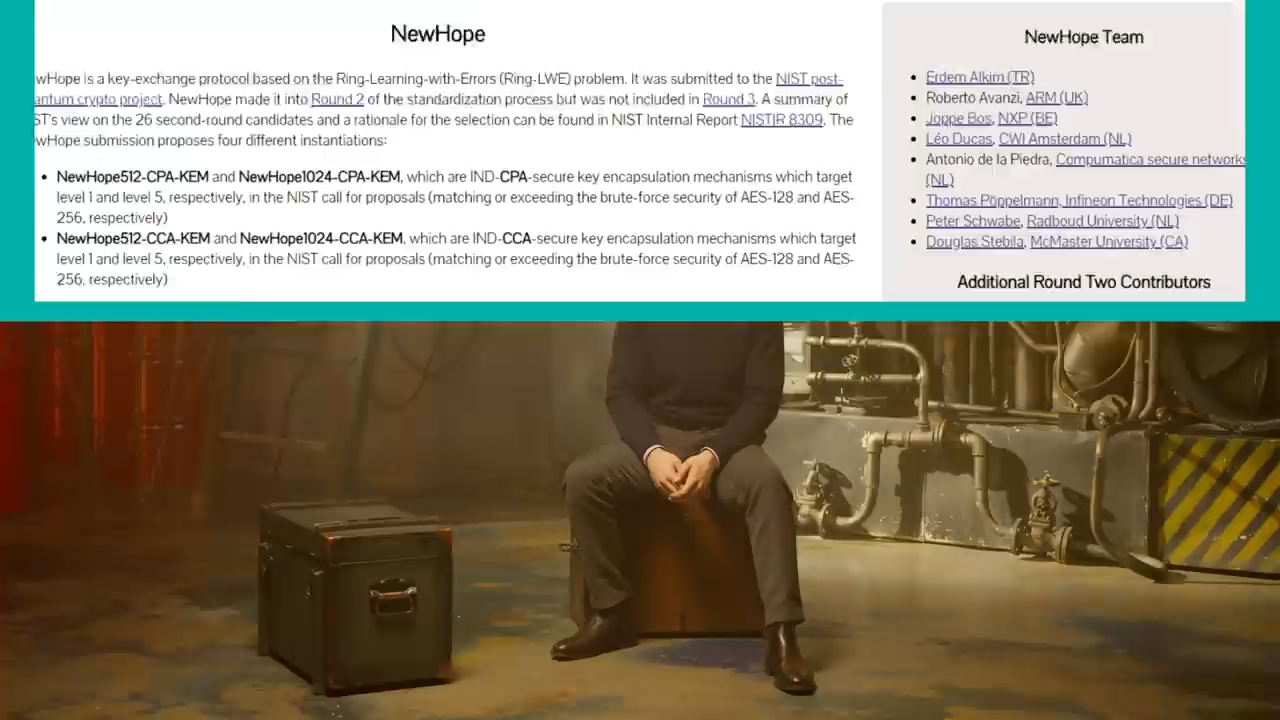 NewHope
wHope is a key-exchange protocol based on the Ring-Learning-with-Errors (Ring-LWE) problem. It was submitted to the NIST post-
antum crypto project. NewHope made it into Round 2 of the standardization process but was not included in Round 3. A summary of
ST's view on the 26 second-round candidates and a rationale for the selection can be found in NIST Internal Report NISTIR 8309. The
wHope submission proposes four different instantiations:
NewHope512-CPA-KEM and NewHope1024-CPA-KEM, which are IND-CPA-secure key encapsulation mechanisms which target
level 1 and level 5, respectively, in the NIST call for proposals (matching or exceeding the brute-force security of AES-128 and AES-
256, respectively)
NewHope512-CCA-KEM and NewHope1024-CCA-KEM, which are IND-CCA-secure key encapsulation mechanisms which target
level 1 and level 5, respectively, in the NIST call for proposals (matching or exceeding the brute-force security of AES-128 and AES-
256, respectively)
NewHope Team
Erdem Alkim (TR)
Roberto Avanzi, ARM (UK)
Joppe Bos, NXP (BE)
Léo Ducas, CWI Amsterdam (NL)
Antonio de la Piedra, Compumatica secure networks
(NL)
Thomas Pöppelmann, Infineon Technologies (DE)
Peter Schwabe, Radboud University (NL)
Douglas Stebila, McMaster University (CA)
Additional Round Two Contributors